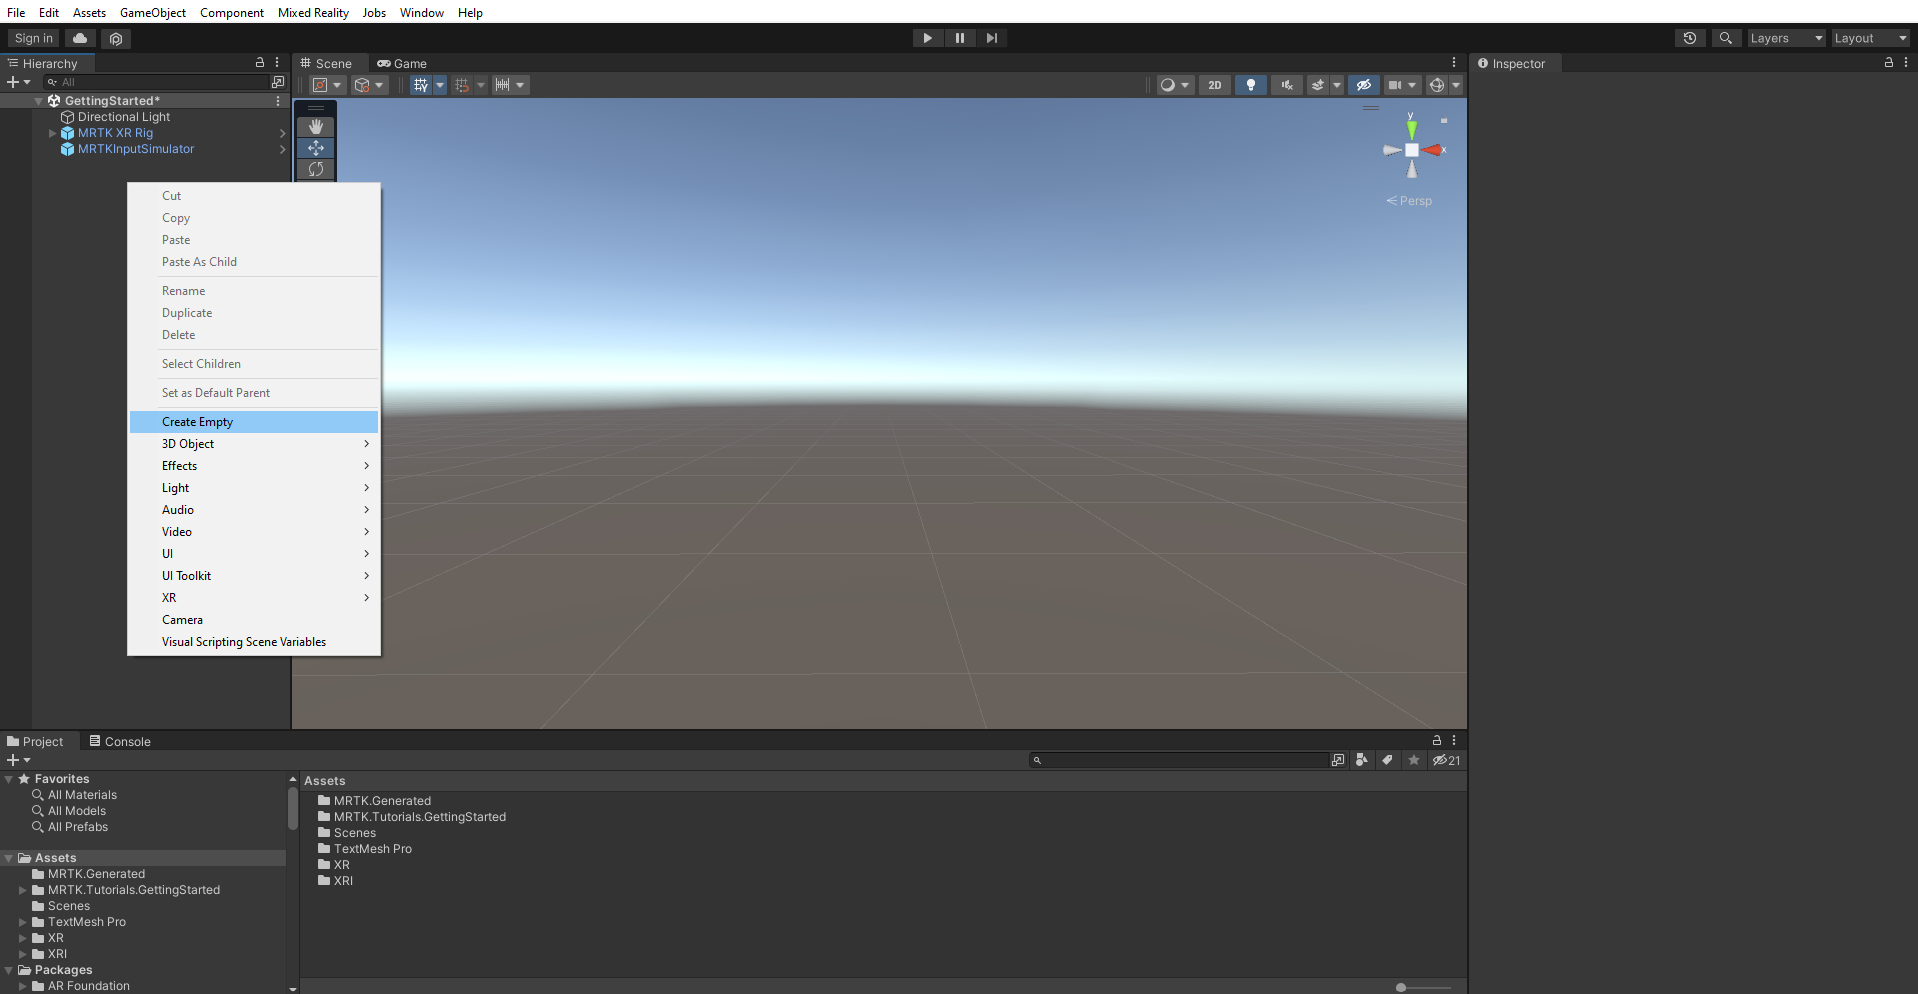 File Edit Assets GameObject Component Mixed Reality Jobs Window Help
Sign in
Layers
Layout
Hierarchy
Scene
Game
Inspector
All
2D
GettingStarted*
Directional Light
MRTK XR Rig
MRTKInputSimulator
y
x
Persp
Cut
Copy
Paste
Paste As Child
Rename
Duplicate
Delete
Select Children
Set as Default Parent
Create Empty
3D Object
Effects
Light
Audio
Video
UI
UI Toolkit
XR
Camera
Visual Scripting Scene Variables
Project
Console
21
Favorites
All Materials
All Models
All Prefabs
Assets
MRTK.Generated
MRTK.Tutorials.GettingStarted
Scenes
TextMesh Pro
XR
XRI
Packages
AR Foundation
Assets
MRTK.Generated
MRTK.Tutorials.GettingStarted
Scenes
TextMesh Pro
XR
XRI